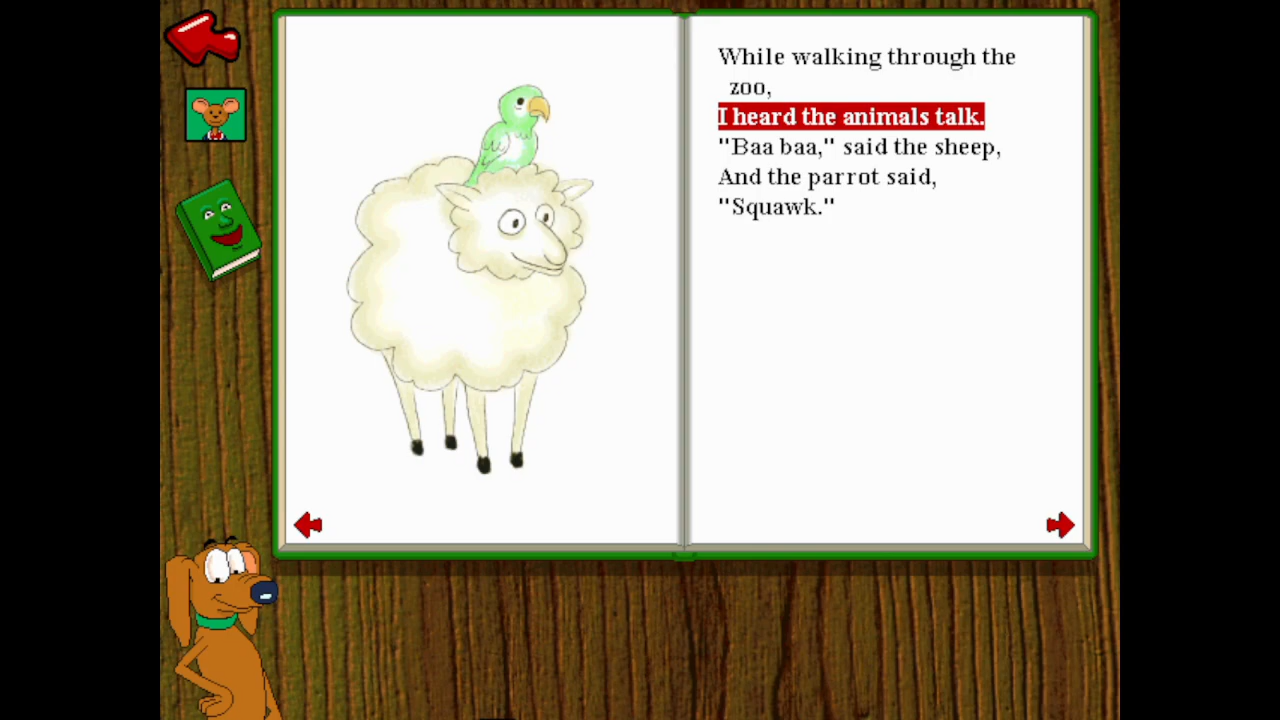 While walking through the
zoo,
I heard the animals talk.
"Baa baa," said the sheep,
And the parrot said,
"Squawk."